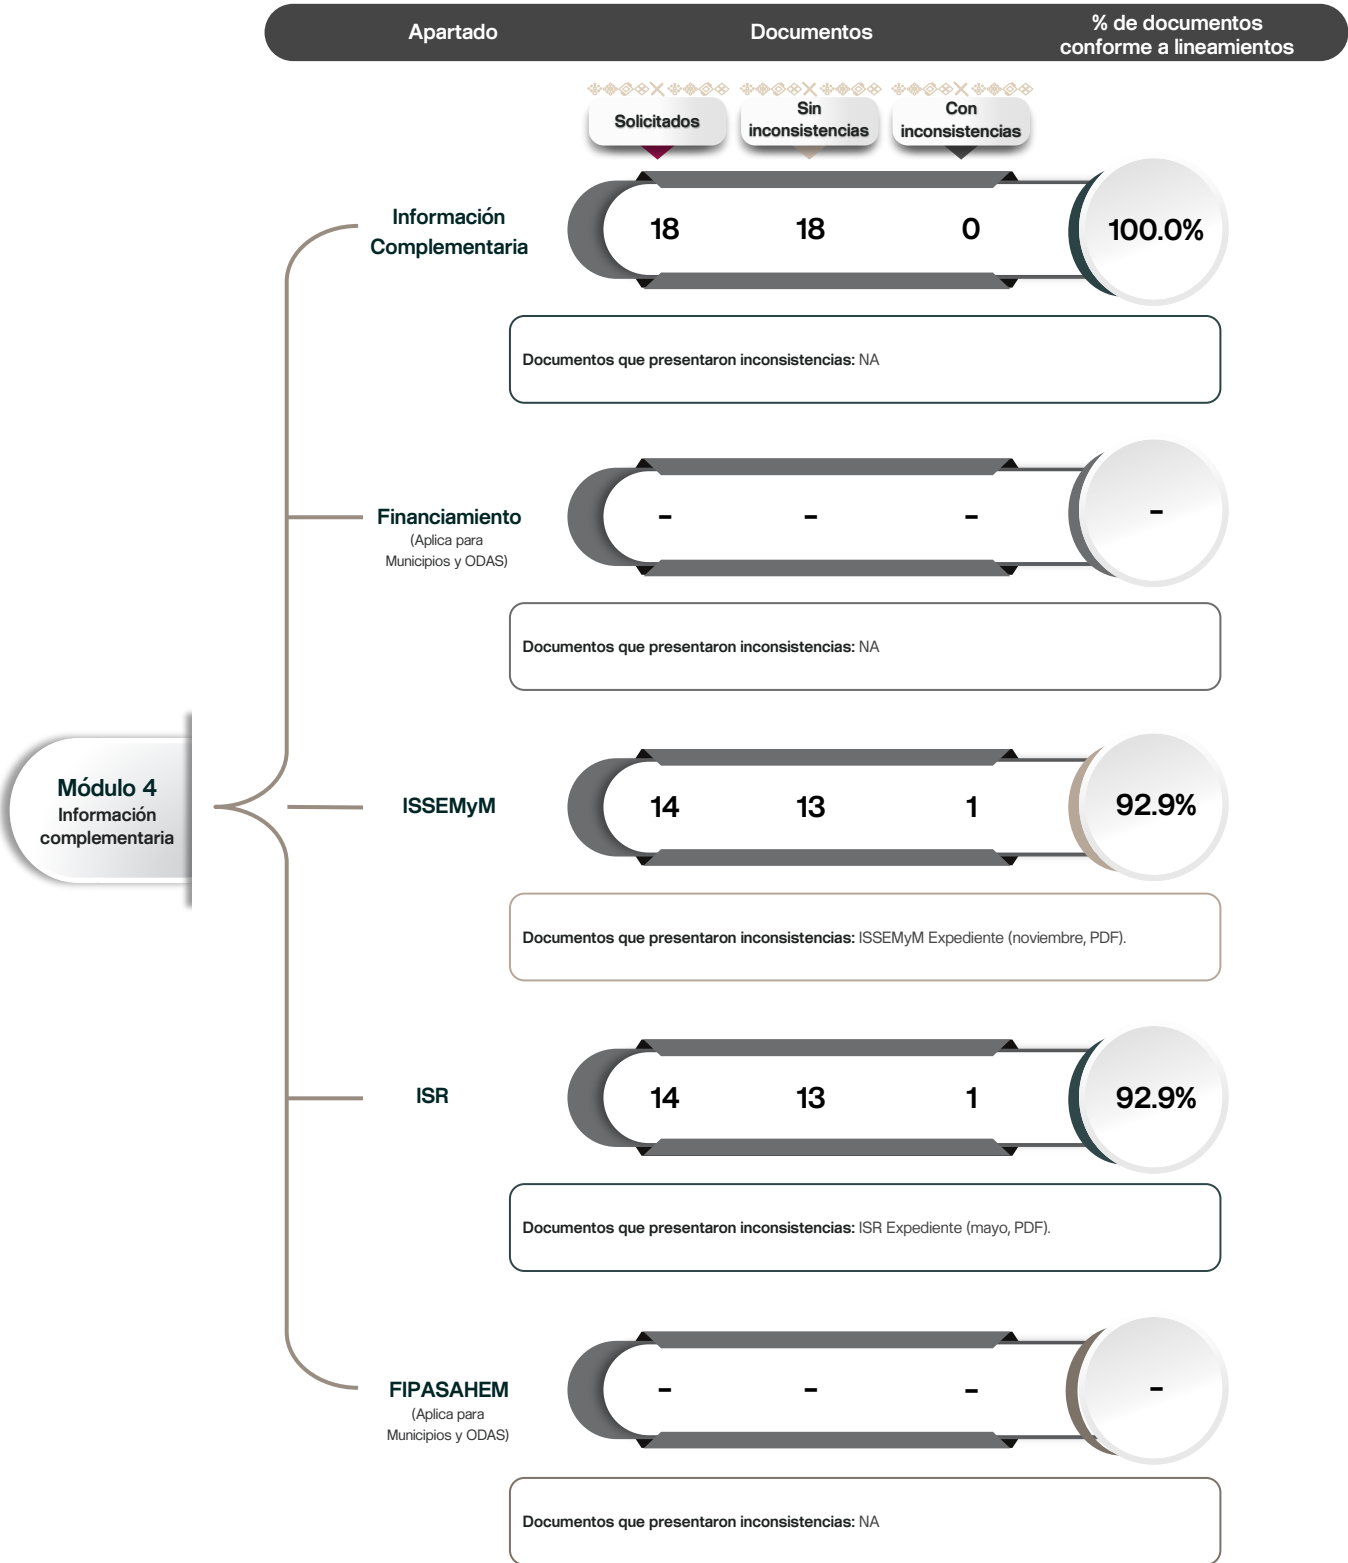 Apartado
Documentos
% de documentos
conforme a lineamientos
Solicitados
Sin
inconsistencias
Con
inconsistencias
Información
Complementaria
18
18
0
100.0%
Documentos que presentaron inconsistencias: NA
Financiamiento
(Aplica para
Municipios y ODAS)
-
-
-
-
Documentos que presentaron inconsistencias: NA
Módulo 4
Información
complementaria
ISSEMyM
14
13
1
92.9%
Documentos que presentaron inconsistencias: ISSEMyM Expediente (noviembre, PDF).
ISR
14
13
1
92.9%
Documentos que presentaron inconsistencias: ISR Expediente (mayo, PDF).
FIPASAHEM
(Aplica para
Municipios y ODAS)
-
-
-
-
Documentos que presentaron inconsistencias: NA